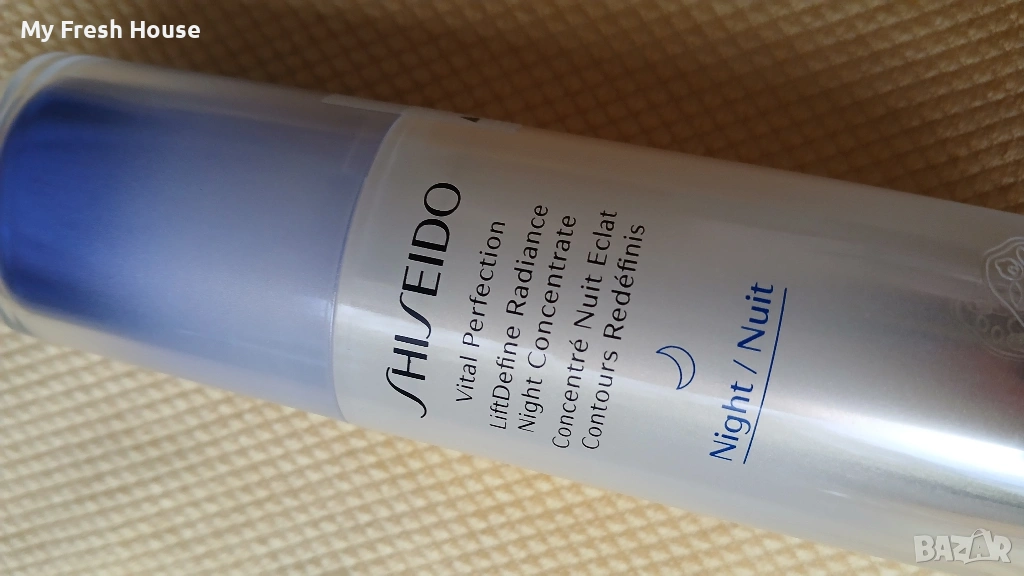 My Fresh House
SHISEIDO
Vital Perfection
LiftDefine Radiance
Night Concentrate
Concentré Nuit Eclat
Contours Redéfinis
Night / Nuit
BAZAR